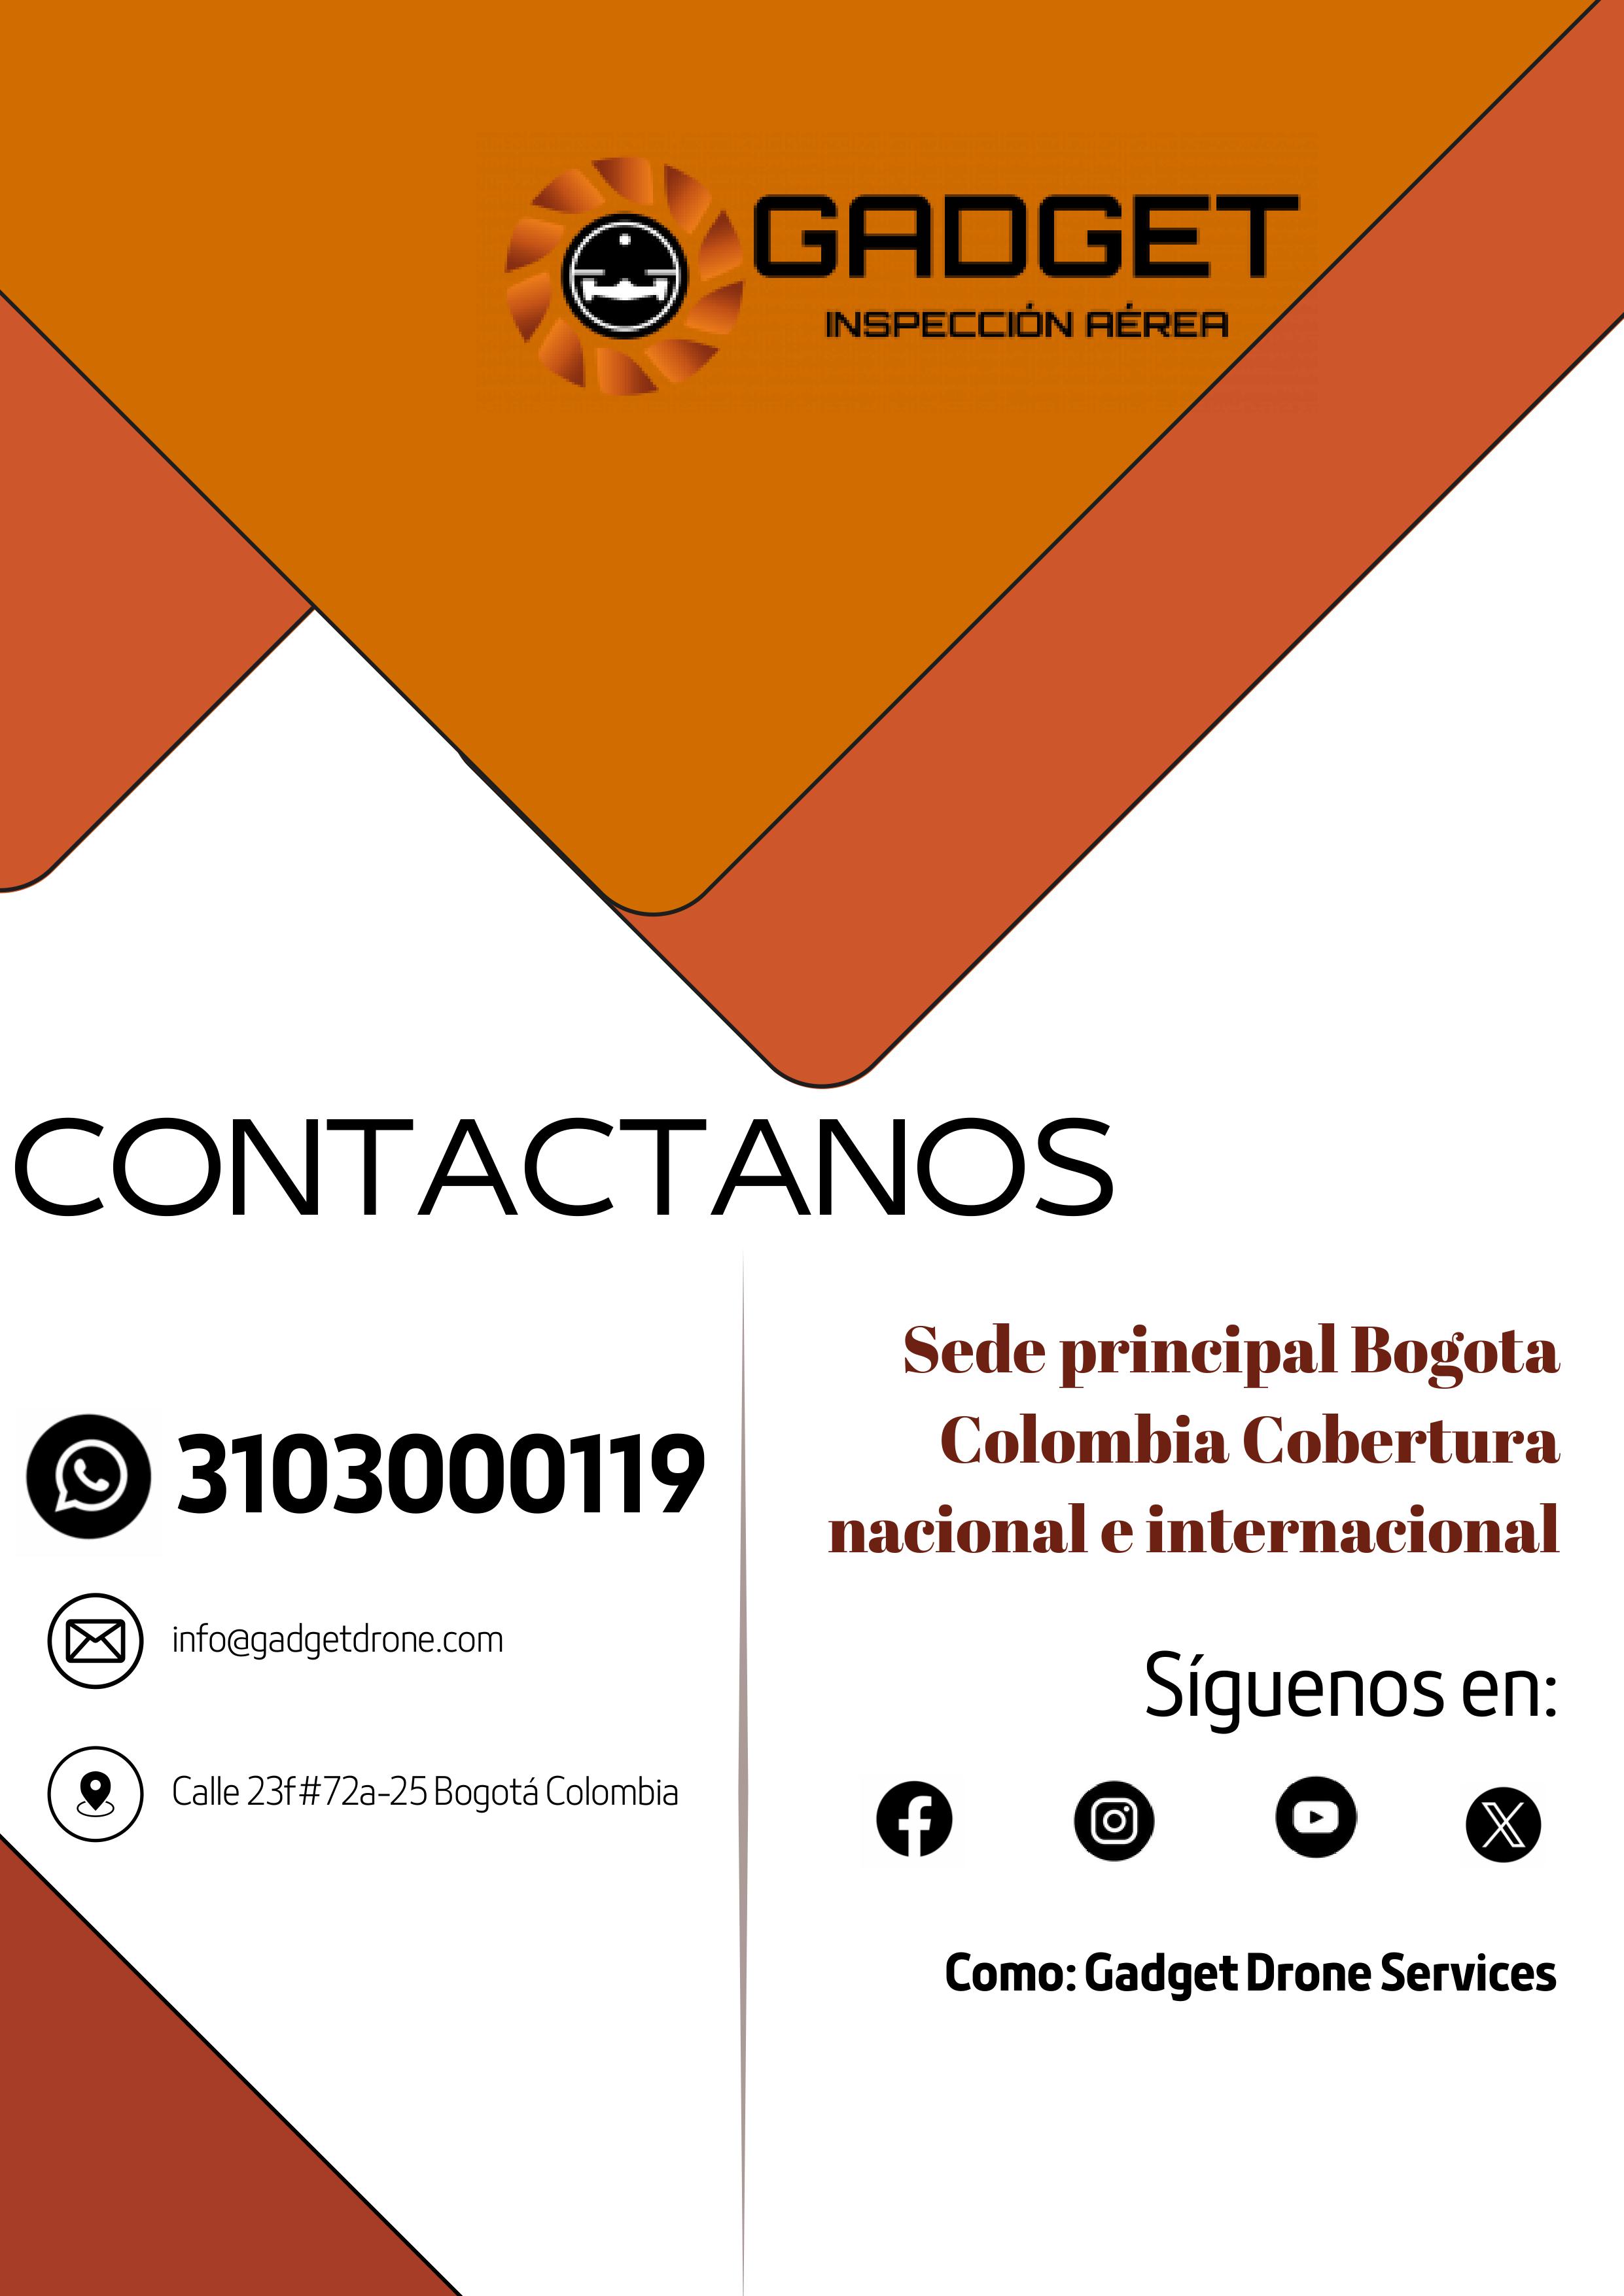 GADGET
INSPECCIÓN AÉREA
CONTACTANOS
3103000119
info@gadgetdrone.com
Calle 23f#72a-25 Bogotá Colombia
Sede principal Bogota
Colombia Cobertura
nacional e internacional
Síguenos en:
Como: Gadget Drone Services